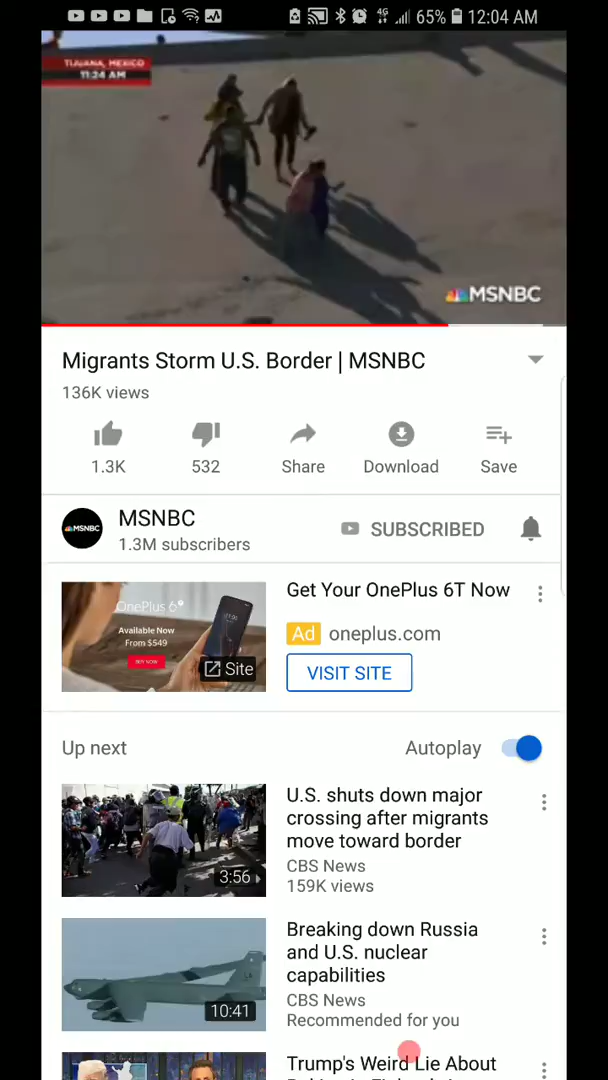 4G 65% 12:04 AM
TIJUANA, MEXICO
11:24 AM
MSNBC
Migrants Storm U.S. Border | MSNBC
136K views
1.3K 532 Share Download Save
MSNBC
MSNBC
1.3M subscribers
SUBSCRIBED
OnePlus 6
Available Now
From $549
BUY NOW
Site
Get Your OnePlus 6T Now
Ad oneplus.com
VISIT SITE
Up next Autoplay
3:56
U.S. shuts down major
crossing after migrants
move toward border
CBS News
159K views
10:41
Breaking down Russia
and U.S. nuclear
capabilities
CBS News
Recommended for you
Trump's Weird Lie About